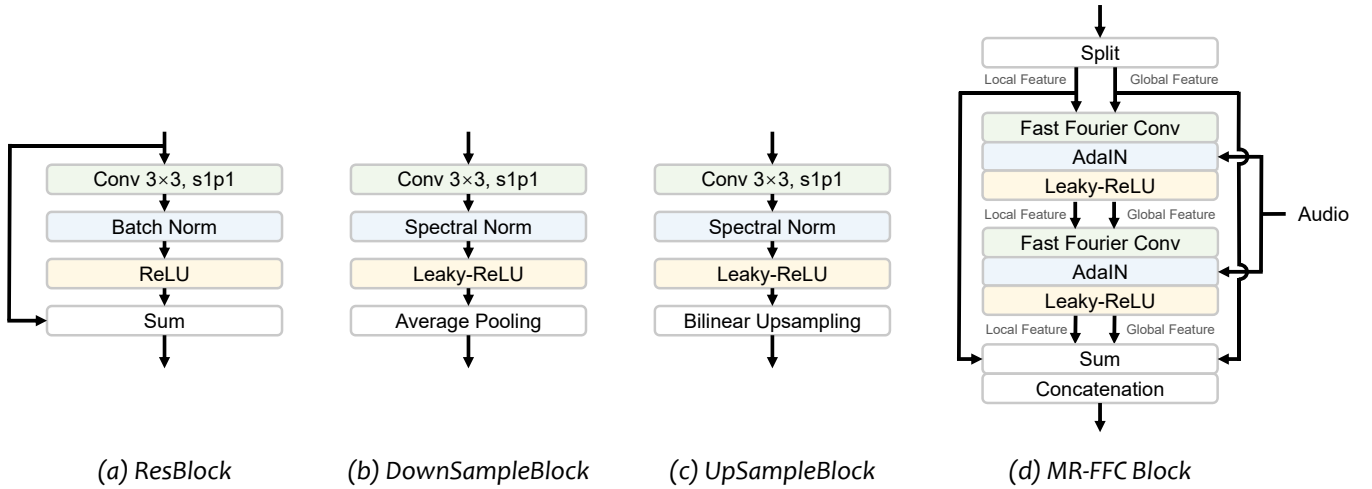 Conv 3×3, s1p1
Batch Norm
ReLU
Sum
(a) ResBlock
Conv 3×3, s1p1
Spectral Norm
Leaky-ReLU
Average Pooling
(b) DownSampleBlock
Conv 3×3, s1p1
Spectral Norm
Leaky-ReLU
Bilinear Upsampling
(c) UpSampleBlock
Split
Local Feature Global Feature
Fast Fourier Conv
AdaIN
Leaky-ReLU
Local Feature Global Feature
Audio
Fast Fourier Conv
AdaIN
Leaky-ReLU
Local Feature Global Feature
Sum
Concatenation
(d) MR-FFC Block